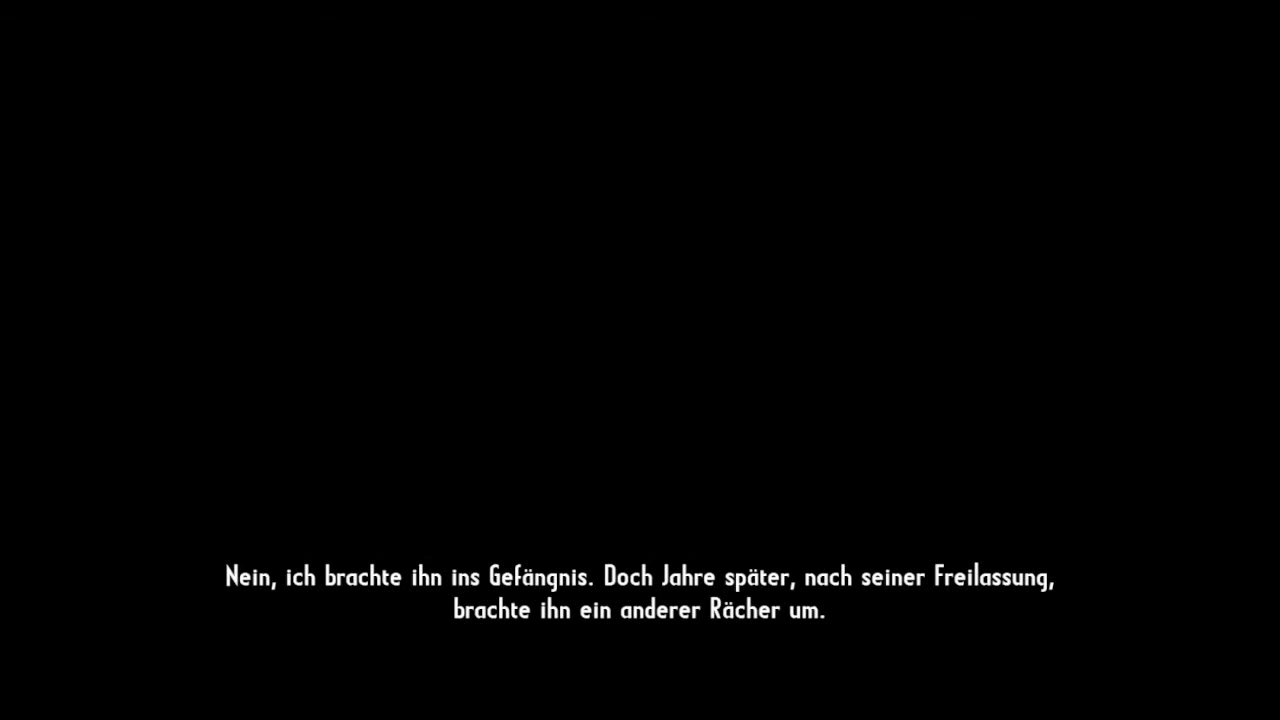 Nein, ich brachte ihn ins Gefängnis. Doch Jahre später, nach seiner Freilassung,
brachte ihn ein anderer Rächer um.